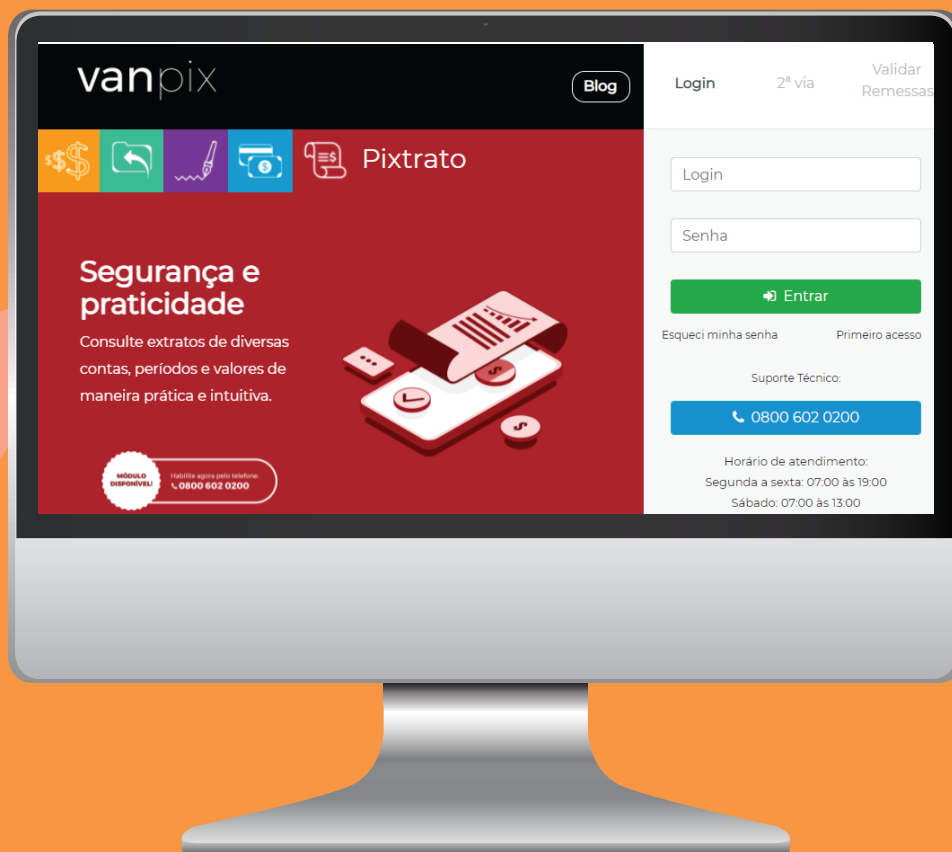 vanpix
Blog
Pixtrato
Segurança e
praticidade
Consulte extratos de diversas
contas, períodos e valores de
maneira prática e intuitiva.
MÓDULO
DISPONÍVEL!
Habilite agora pelo telefone:
0800 602 0200
Login
2ª via
Validar
Remessas
Login
Senha
Entrar
Esqueci minha senha
Primeiro acesso
Suporte Técnico:
0800 602 0200
Horário de atendimento:
Segunda a sexta: 07:00 às 19:00
Sábado: 07:00 às 13:00